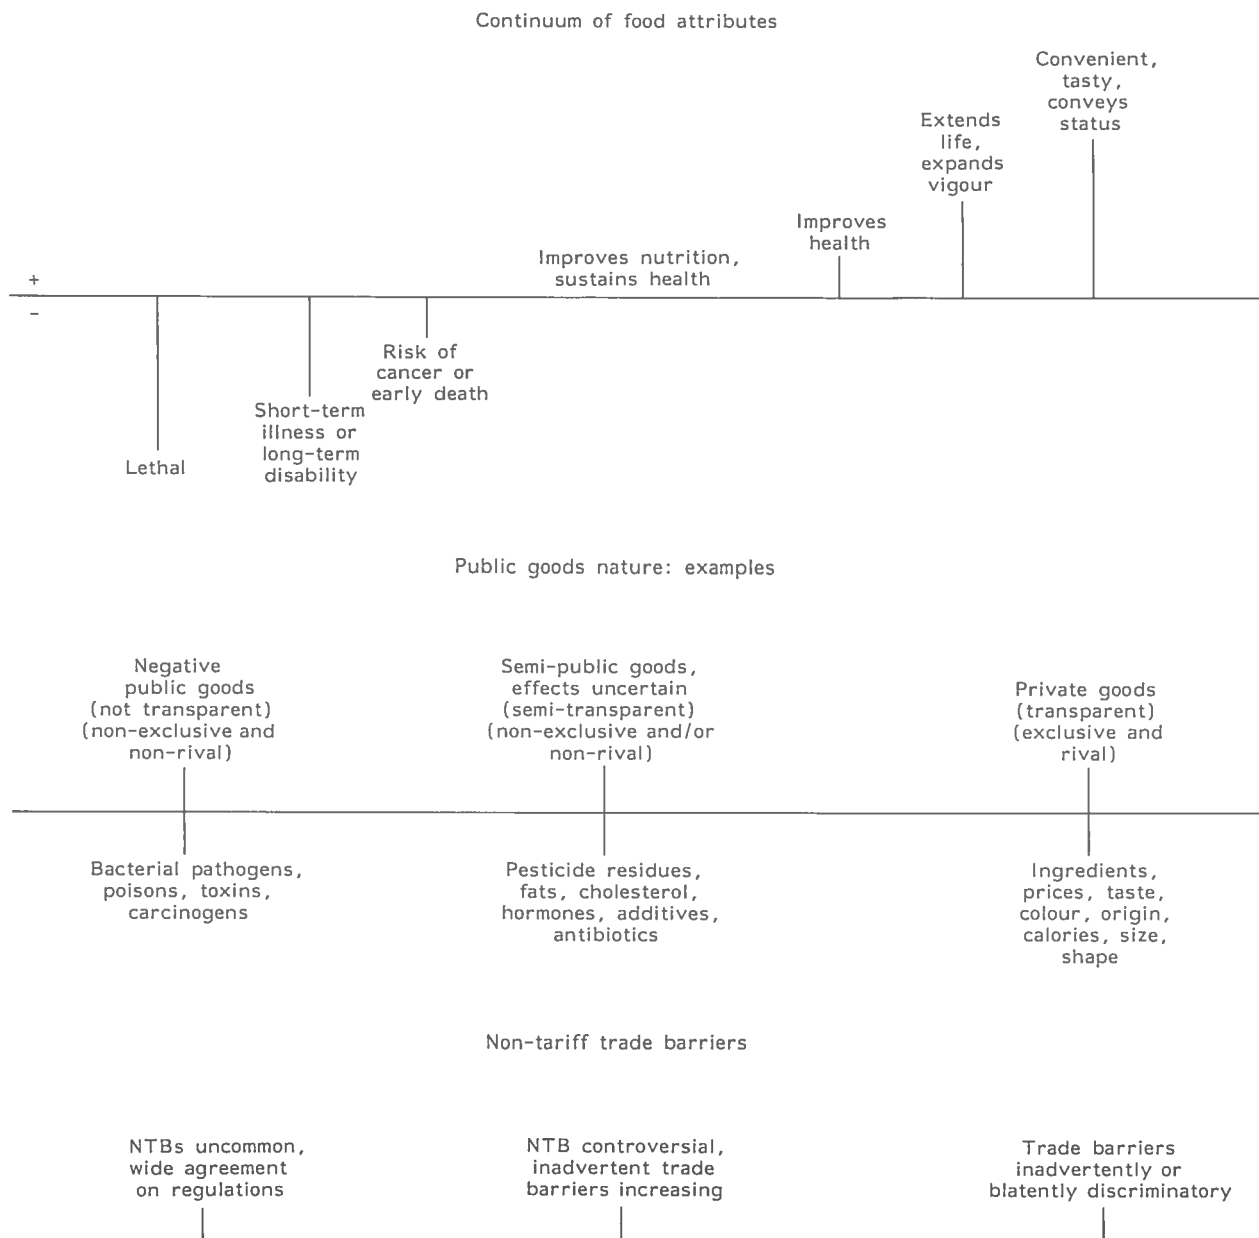 Continuum of food attributes
Convenient,
tasty,
conveys
status
Extends
life,
expands
vigour
Improves
health
Improves nutrition,
sustains health
+
-
Risk of
cancer or
early death
Short-term
illness or
long-term
disability
Lethal
Public goods nature: examples
Negative
public goods
(not transparent)
(non-exclusive and
non-rival)
Semi-public goods,
effects uncertain
(semi-transparent)
(non-exclusive and/or
non-rival)
Private goods
(transparent)
(exclusive and
rival)
Bacterial pathogens,
poisons, toxins,
carcinogens
Pesticide residues,
fats, cholesterol,
hormones, additives,
antibiotics
Ingredients,
prices, taste,
colour, origin,
calories, size,
shape
Non-tariff trade barriers
NTBs uncommon,
wide agreement
on regulations
NTB controversial,
inadvertent trade
barriers increasing
Trade barriers
inadvertently or
blatently discriminatory